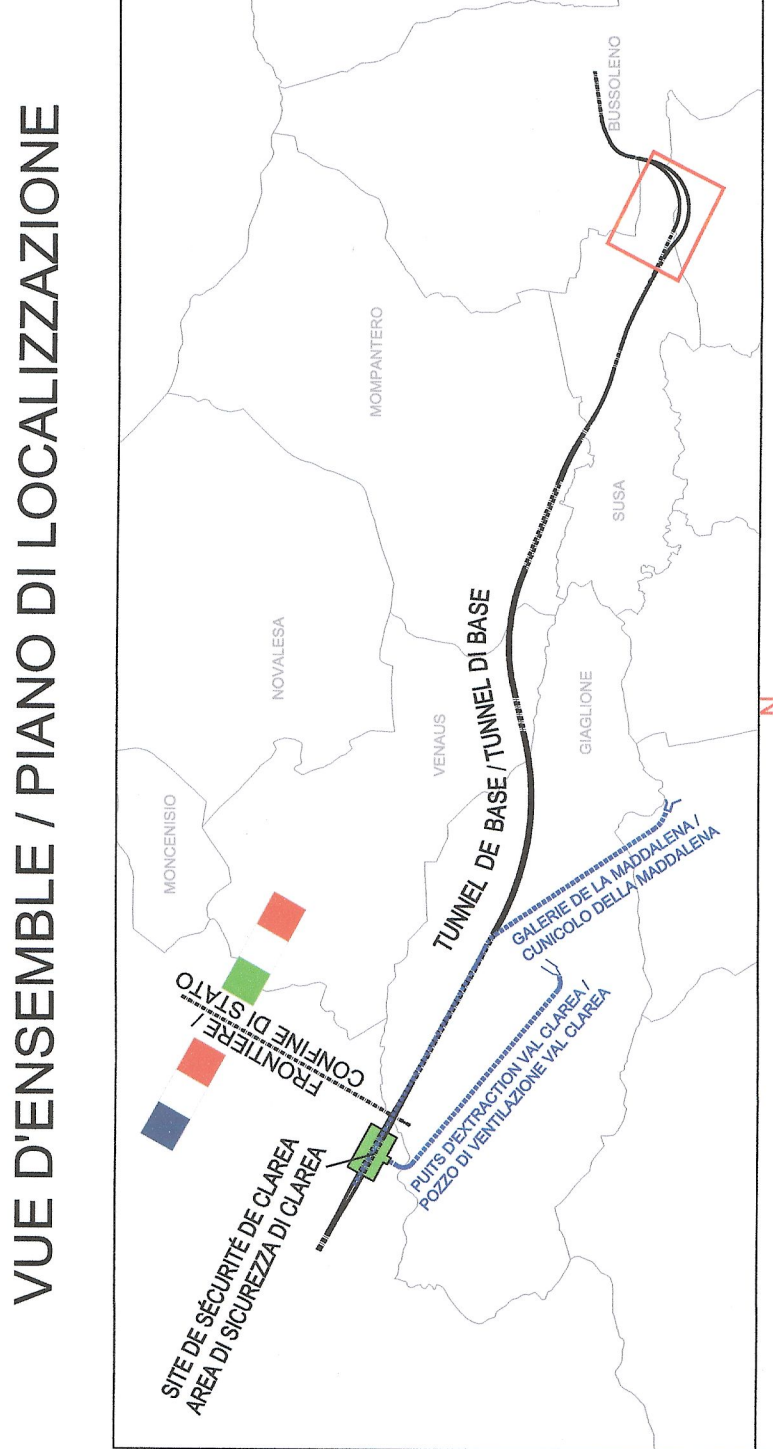 VUE D'ENSEMBLE / PIANO DI LOCALIZZAZIONE
SITE DE SÉCURITÉ DE CLAREA
AREA DI SICUREZZA DI CLAREA
FRONTIERE /
CONFINE DI STATO
MONCENISIO
NOVALESA
VENAUS
MOMPANTERO
TUNNEL DE BASE / TUNNEL DI BASE
PUITS D'EXTRACTION VAL CLAREA /
POZZO DI VENTILAZIONE VAL CLAREA
GALERIE DE LA MADDALENA /
CUNICOLO DELLA MADDALENA
GIAGLIONE
SUSA
BUSSOLENO